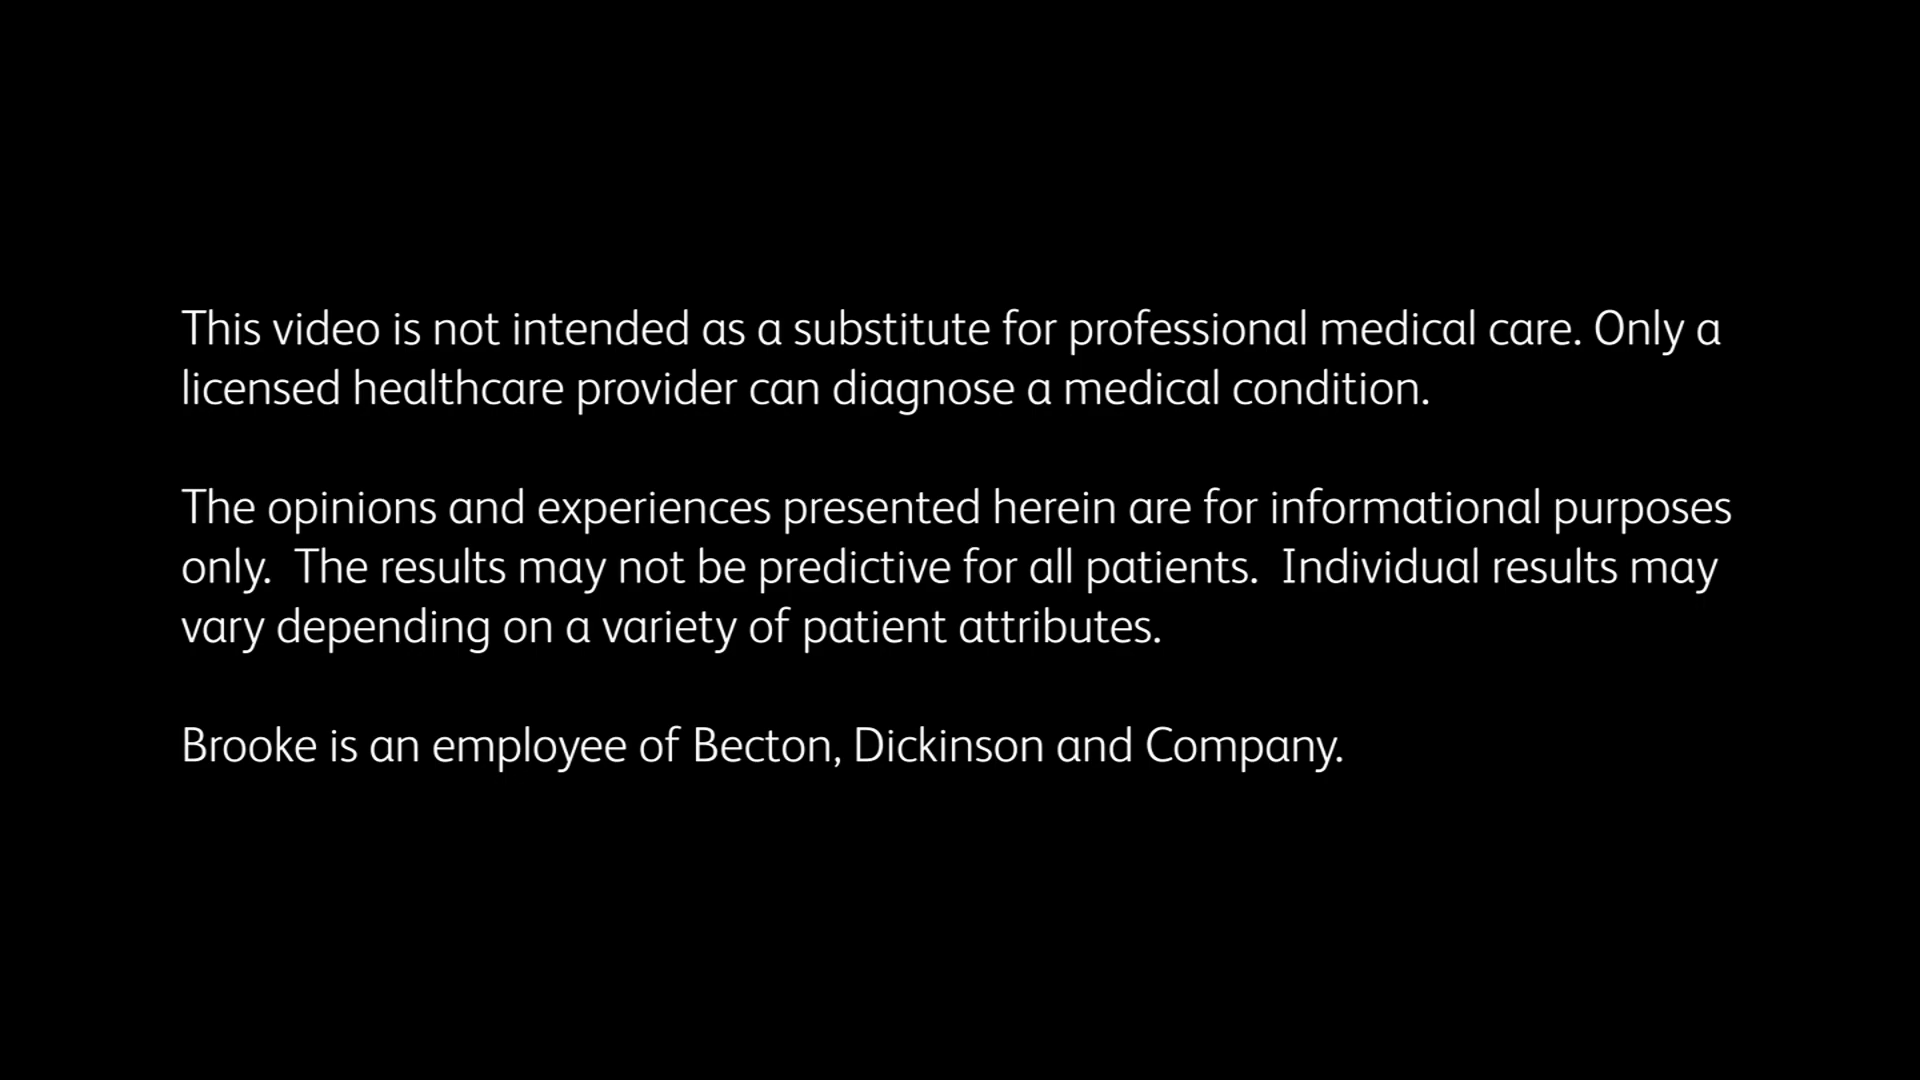 This video is not intended as a substitute for professional medical care. Only a
licensed healthcare provider can diagnose a medical condition.
The opinions and experiences presented herein are for informational purposes
only.  The results may not be predictive for all patients.  Individual results may
vary depending on a variety of patient attributes.
Brooke is an employee of Becton, Dickinson and Company.